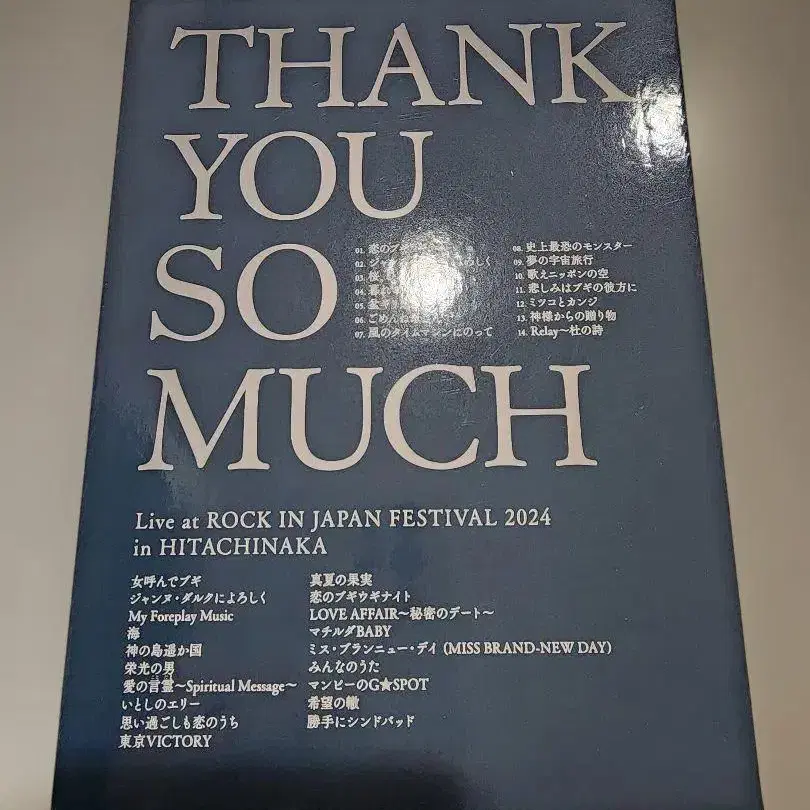 THANK
YOU
SO
MUCH
01. 恋のブギ
02. ジャンヌ よろしく
03.
04.
05.
06. ごめんね
07. 風のタイムマシンにのって
08. 史上最恐のモンスター
09. 夢の宇宙旅行
10. 歌えニッポンの空
11. 悲しみはブギの彼方に
12. ミツコとカンジ
13. 神様からの贈り物
14. Relay〜杜の詩
Live at ROCK IN JAPAN FESTIVAL 2024
in HITACHINAKA
女呼んでブギ
ジャンヌ・ダルクによろしく
My Foreplay Music
海
神の島遥か国
栄光の男
愛の言霊〜Spiritual Message〜
いとしのエリー
思い過ごしも恋のうち
東京VICTORY
真夏の果実
恋のブギウギナイト
LOVE AFFAIR〜秘密のデート〜
マチルダBABY
ミス・ブランニュー・デイ (MISS BRAND-NEW DAY)
みんなのうた
マンピーのG★SPOT
希望の轍
勝手にシンドバッド